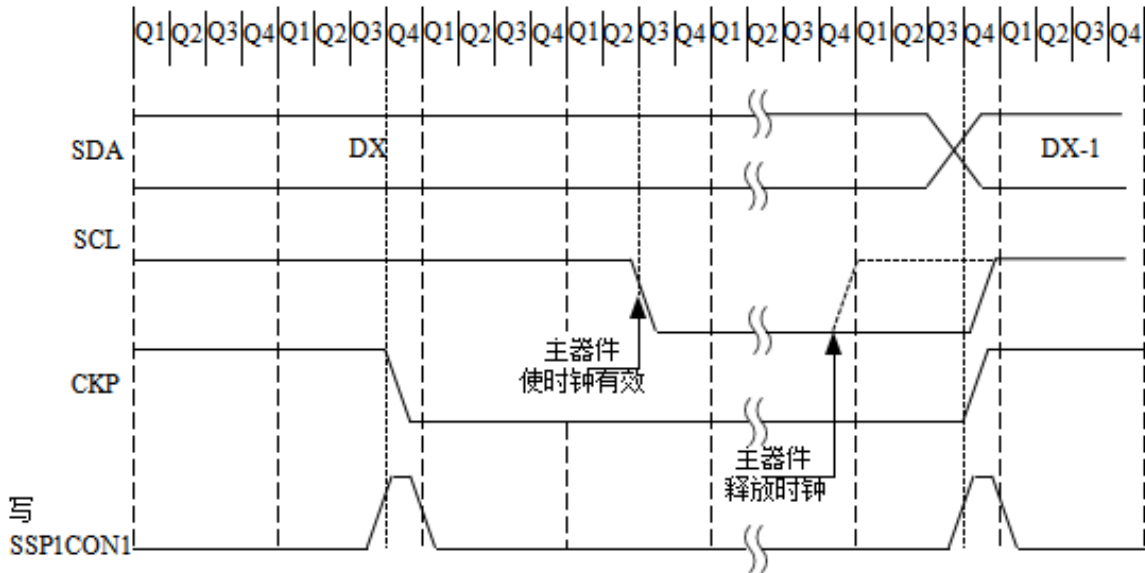 Q1 Q2 Q3 Q4 Q1 Q2 Q3 Q4 Q1 Q2 Q3 Q4 Q1 Q2 Q3 Q4 Q1 Q2 Q3 Q4 Q1 Q2 Q3 Q4 Q1 Q2 Q3 Q4
SDA DX DX-1
SCL
主器件
使时钟有效
CKP
主器件
释放时钟
写
SSP1CON1